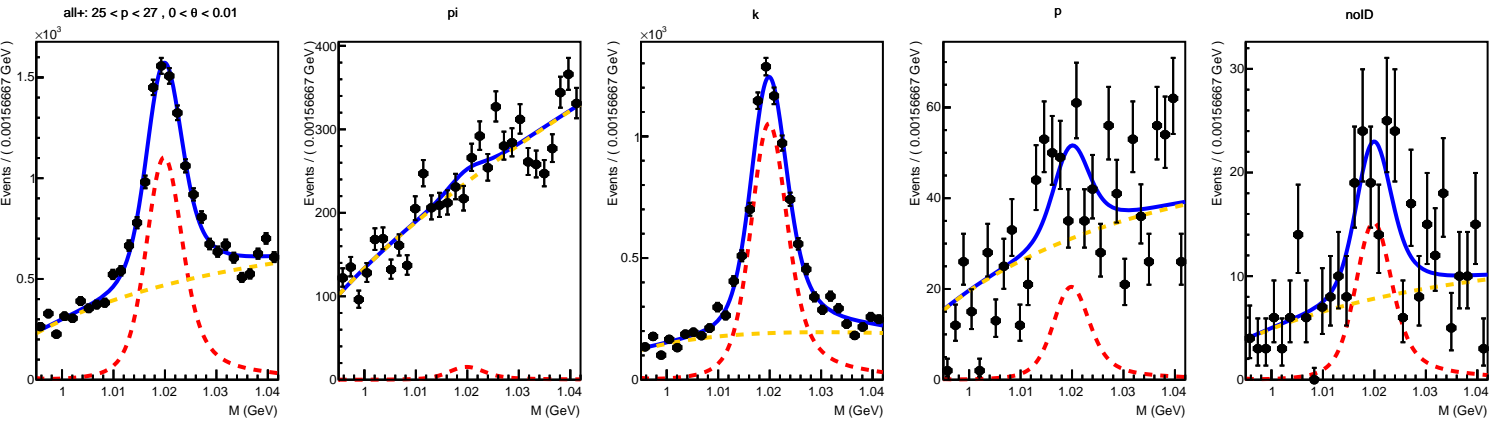 all+: 25 < p < 27 , 0 < θ < 0.01
×10³
Events / ( 0.00156667 GeV )
1.5
1
0.5
0
1 1.01 1.02 1.03 1.04
M (GeV)
pi
Events / ( 0.00156667 GeV )
400
300
200
100
0
1 1.01 1.02 1.03 1.04
M (GeV)
k
×10³
Events / ( 0.00156667 GeV )
1
0.5
0
1 1.01 1.02 1.03 1.04
M (GeV)
p
Events / ( 0.00156667 GeV )
60
40
20
0
1 1.01 1.02 1.03 1.04
M (GeV)
noID
Events / ( 0.00156667 GeV )
30
20
10
0
1 1.01 1.02 1.03 1.04
M (GeV)